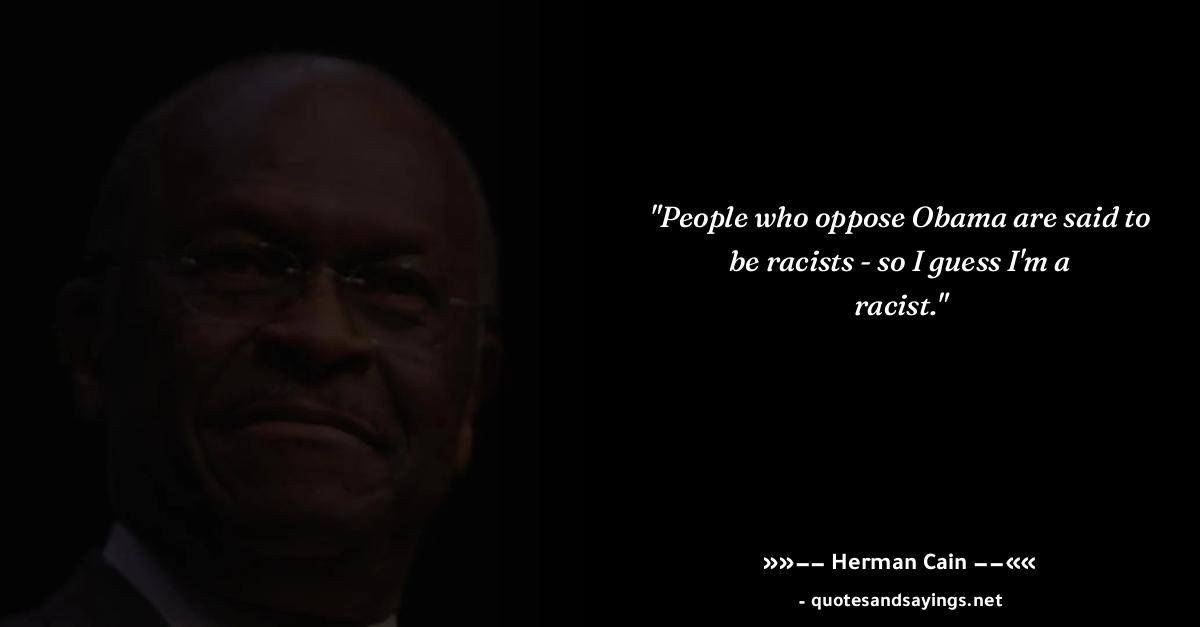 "People who oppose Obama are said to
be racists - so I guess I'm a
racist."
»»−− Herman Cain −−««
- quotesandsayings.net